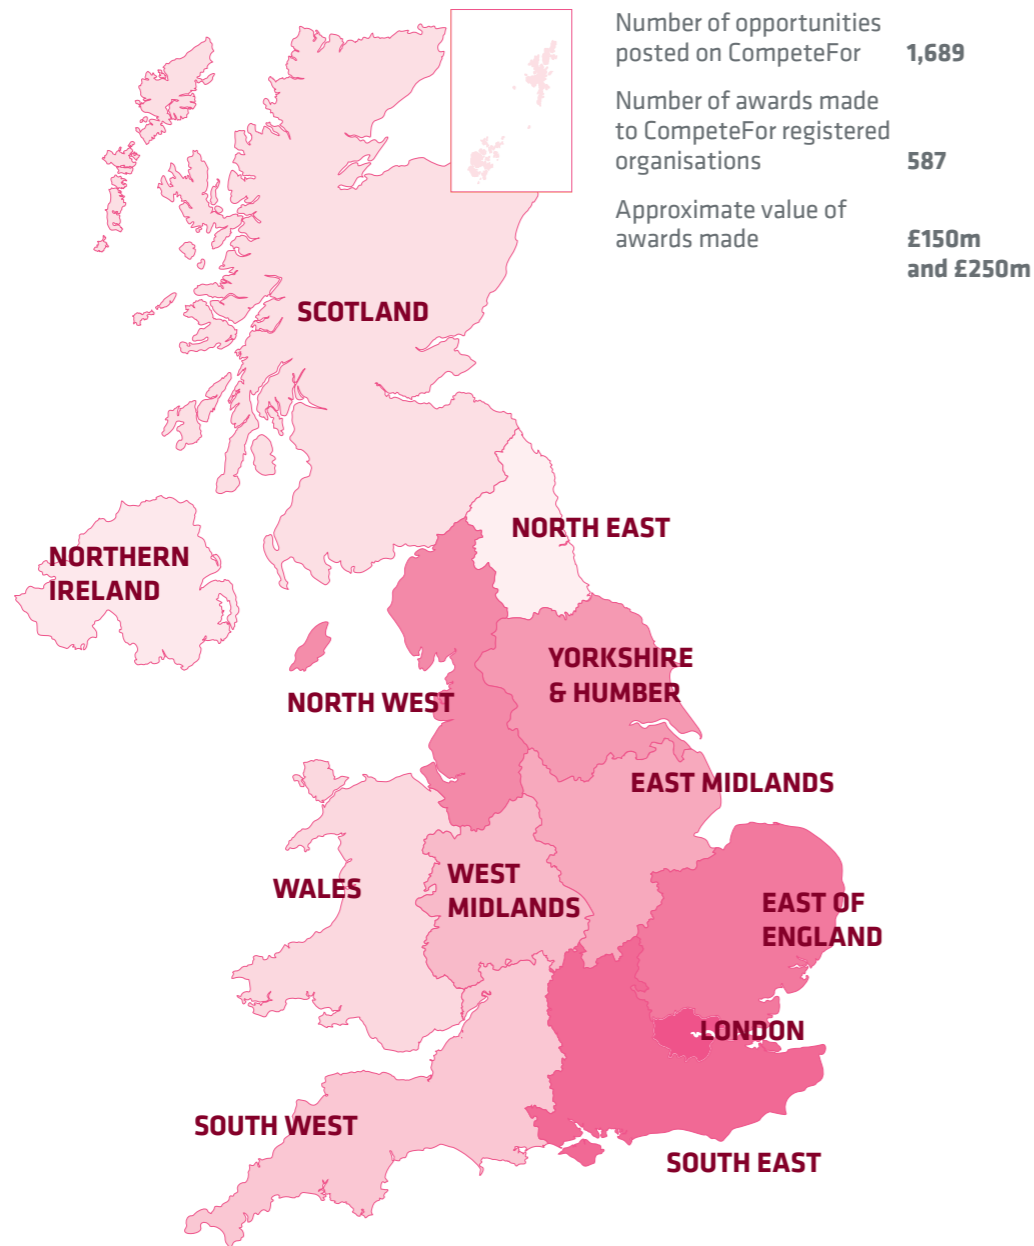 Number of opportunities
posted on CompeteFor 1,689
Number of awards made
to CompeteFor registered
organisations 587
Approximate value of
awards made £150m
and £250m
SCOTLAND
NORTH EAST
NORTHERN
IRELAND
YORKSHIRE
& HUMBER
NORTH WEST
EAST MIDLANDS
WALES
WEST
MIDLANDS
EAST OF
ENGLAND
LONDON
SOUTH WEST
SOUTH EAST